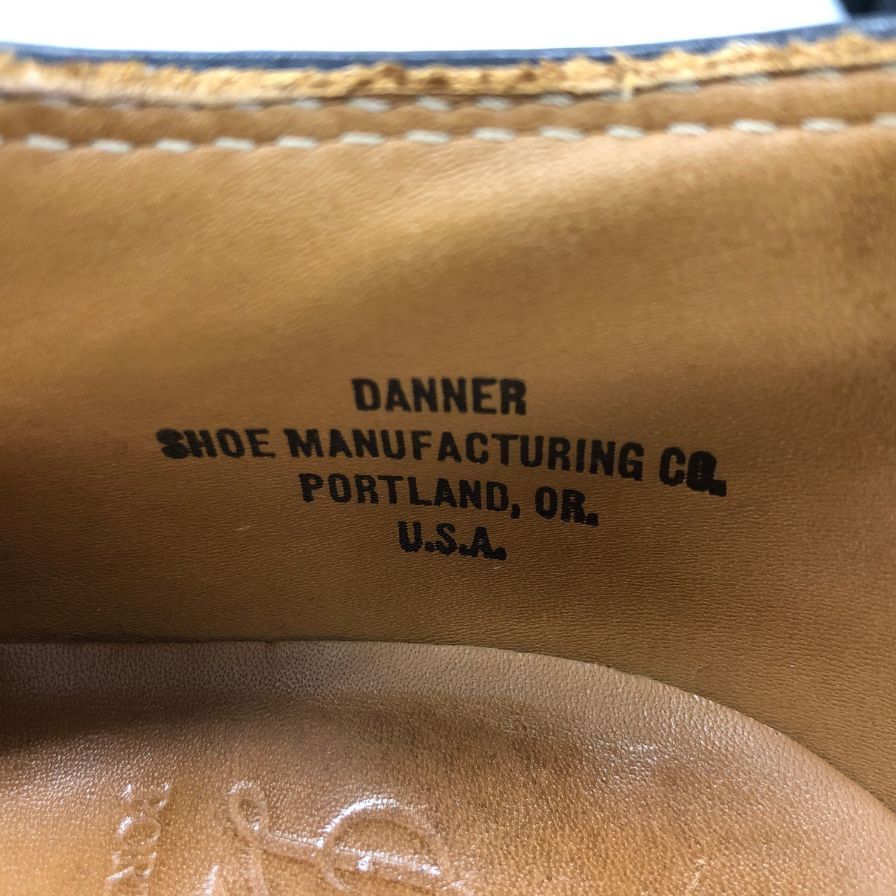 DANNER
SHOE MANUFACTURING CO.
PORTLAND, OR.
U.S.A.